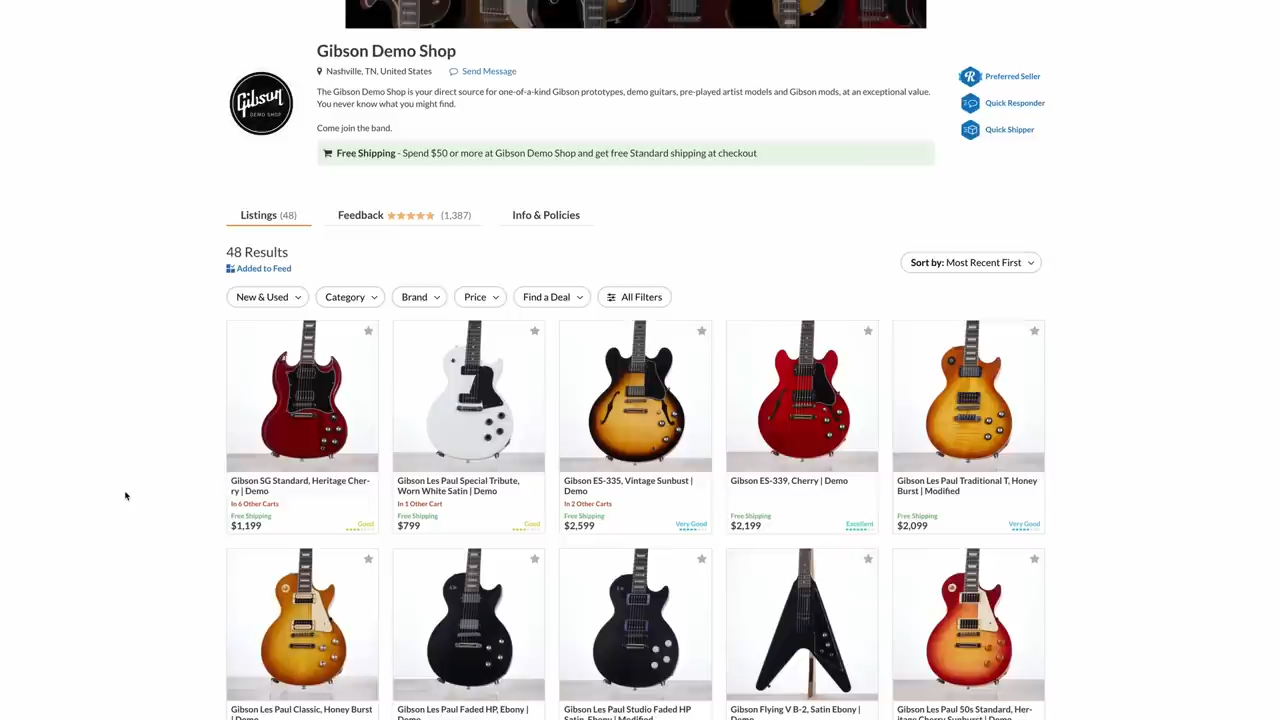 Gibson Demo Shop
Nashville, TN, United States Send Message
Gibson
DEMO SHOP
The Gibson Demo Shop is your direct source for one-of-a-kind Gibson prototypes, demo guitars, pre-played artist models and Gibson mods, at an exceptional value.
You never know what you might find.
Come join the band.
Preferred Seller
Quick Responder
Quick Shipper
Free Shipping - Spend $50 or more at Gibson Demo Shop and get free Standard shipping at checkout
Listings (48) Feedback (1,387) Info & Policies
48 Results
Added to Feed
Sort by: Most Recent First
New & Used Category Brand Price Find a Deal All Filters
Gibson SG Standard, Heritage Cher-
ry | Demo
In 6 Other Carts
Free Shipping
$1,199 Good
Gibson Les Paul Special Tribute,
Worn White Satin | Demo
In 1 Other Cart
Free Shipping
$799 Good
Gibson ES-335, Vintage Sunbust |
Demo
In 2 Other Carts
Free Shipping
$2,599 Very Good
Gibson ES-339, Cherry | Demo
Free Shipping
$2,199 Excellent
Gibson Les Paul Traditional T, Honey
Burst | Modified
Free Shipping
$2,099 Very Good
Gibson Les Paul Classic, Honey Burst
| Demo
Gibson Les Paul Faded HP, Ebony |
Demo
Gibson Les Paul Studio Faded HP
Satin, Ebony | Modified
Gibson Flying V B-2, Satin Ebony |
Demo
Gibson Les Paul 50s Standard, Her-
itage Cherry Sunburst | Demo